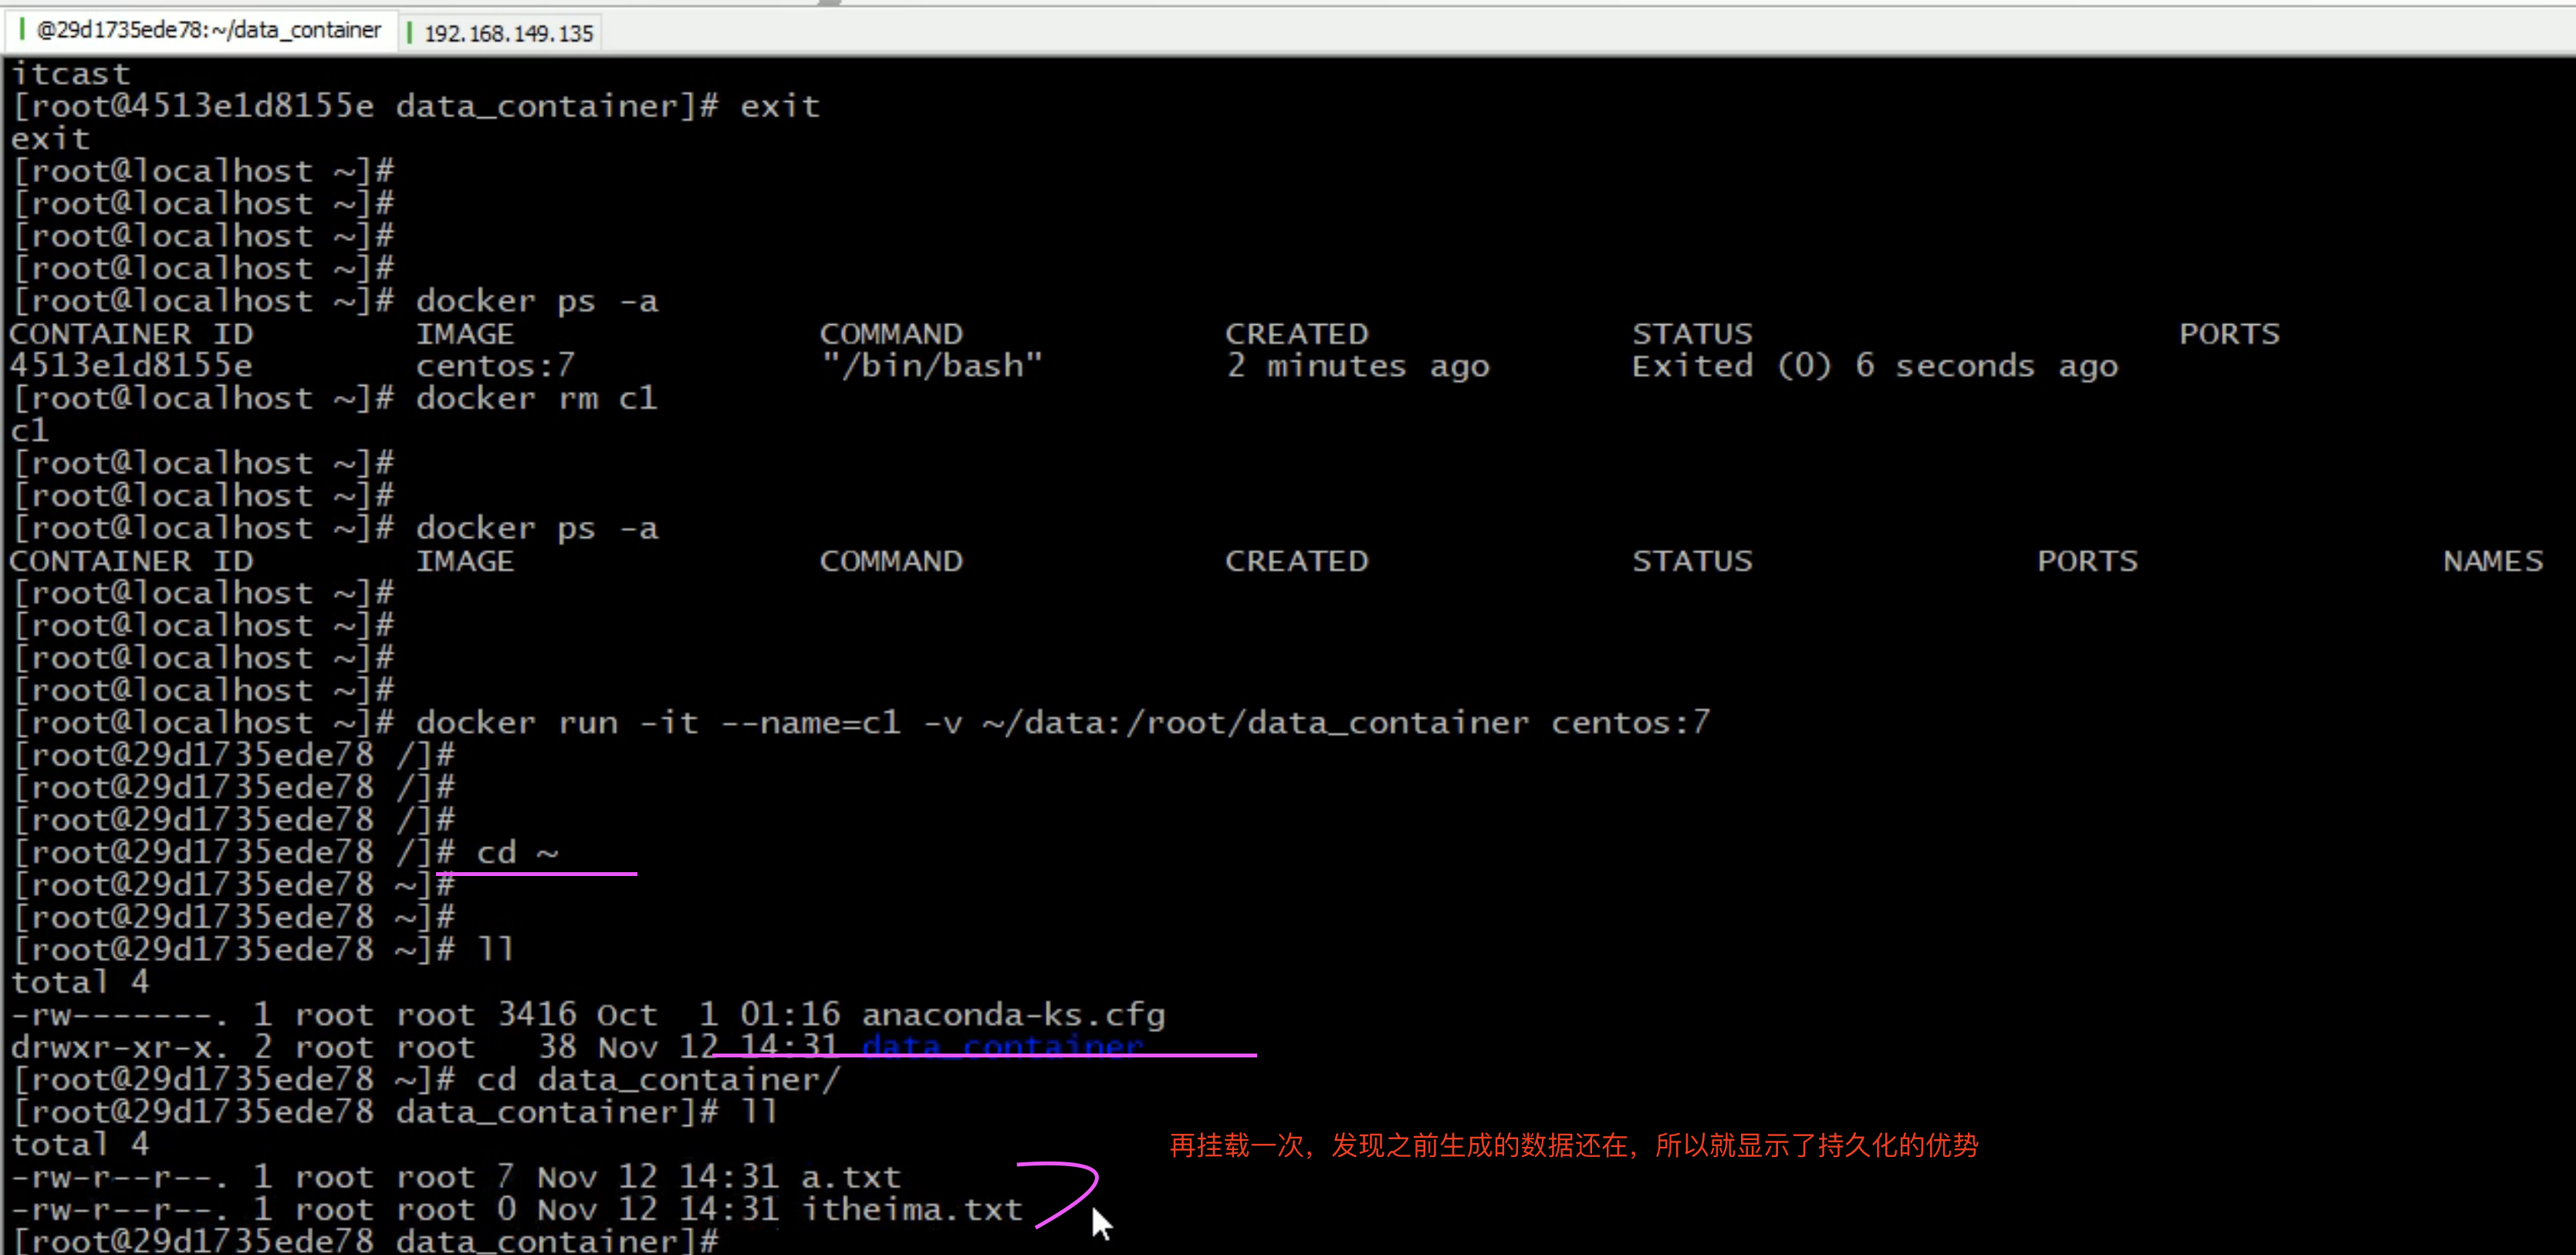 @29d1735ede78:~/data_container
192.168.149.135
itcast
[root@4513e1d8155e data_container]# exit
exit
[root@localhost ~]#
[root@localhost ~]#
[root@localhost ~]#
[root@localhost ~]#
[root@localhost ~]# docker ps -a
CONTAINER ID IMAGE COMMAND CREATED STATUS PORTS
4513e1d8155e centos:7 "/bin/bash" 2 minutes ago Exited (0) 6 seconds ago
[root@localhost ~]# docker rm c1
c1
[root@localhost ~]#
[root@localhost ~]#
[root@localhost ~]# docker ps -a
CONTAINER ID IMAGE COMMAND CREATED STATUS PORTS NAMES
[root@localhost ~]#
[root@localhost ~]#
[root@localhost ~]#
[root@localhost ~]#
[root@localhost ~]# docker run -it --name=c1 -v ~/data:/root/data_container centos:7
[root@29d1735ede78 /]#
[root@29d1735ede78 /]#
[root@29d1735ede78 /]#
[root@29d1735ede78 /]# cd ~
[root@29d1735ede78 ~]#
[root@29d1735ede78 ~]#
[root@29d1735ede78 ~]# ll
total 4
-rw-------. 1 root root 3416 Oct  1 01:16 anaconda-ks.cfg
drwxr-xr-x. 2 root root   38 Nov 12 14:31 data_container
[root@29d1735ede78 ~]# cd data_container/
[root@29d1735ede78 data_container]# ll
total 4
再挂载一次，发现之前生成的数据还在，所以就显示了持久化的优势
-rw-r--r--. 1 root root 7 Nov 12 14:31 a.txt
-rw-r--r--. 1 root root 0 Nov 12 14:31 itheima.txt
[root@29d1735ede78 data_container]#